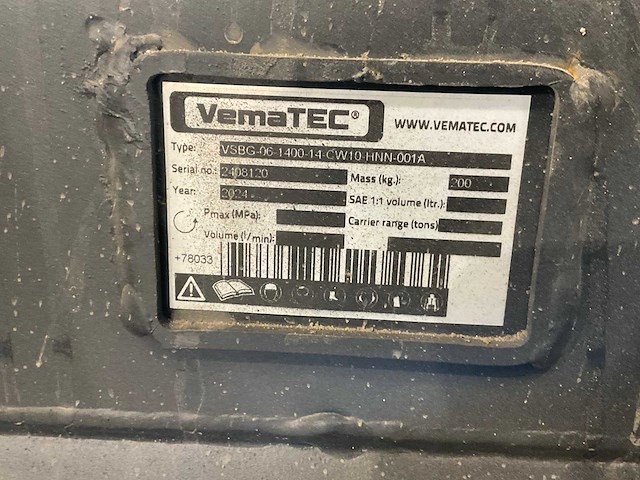 VemaTEC®
WWW.VEMATEC.COM
Type: VSBG-06-1400-14-CW10-HNN-001A
Serial no.: 2408120 Mass (kg.): 200
Year: 2024 SAE 1:1 volume (ltr.):
Pmax (MPa): Carrier range (tons)
Volume (l/min):
+78033